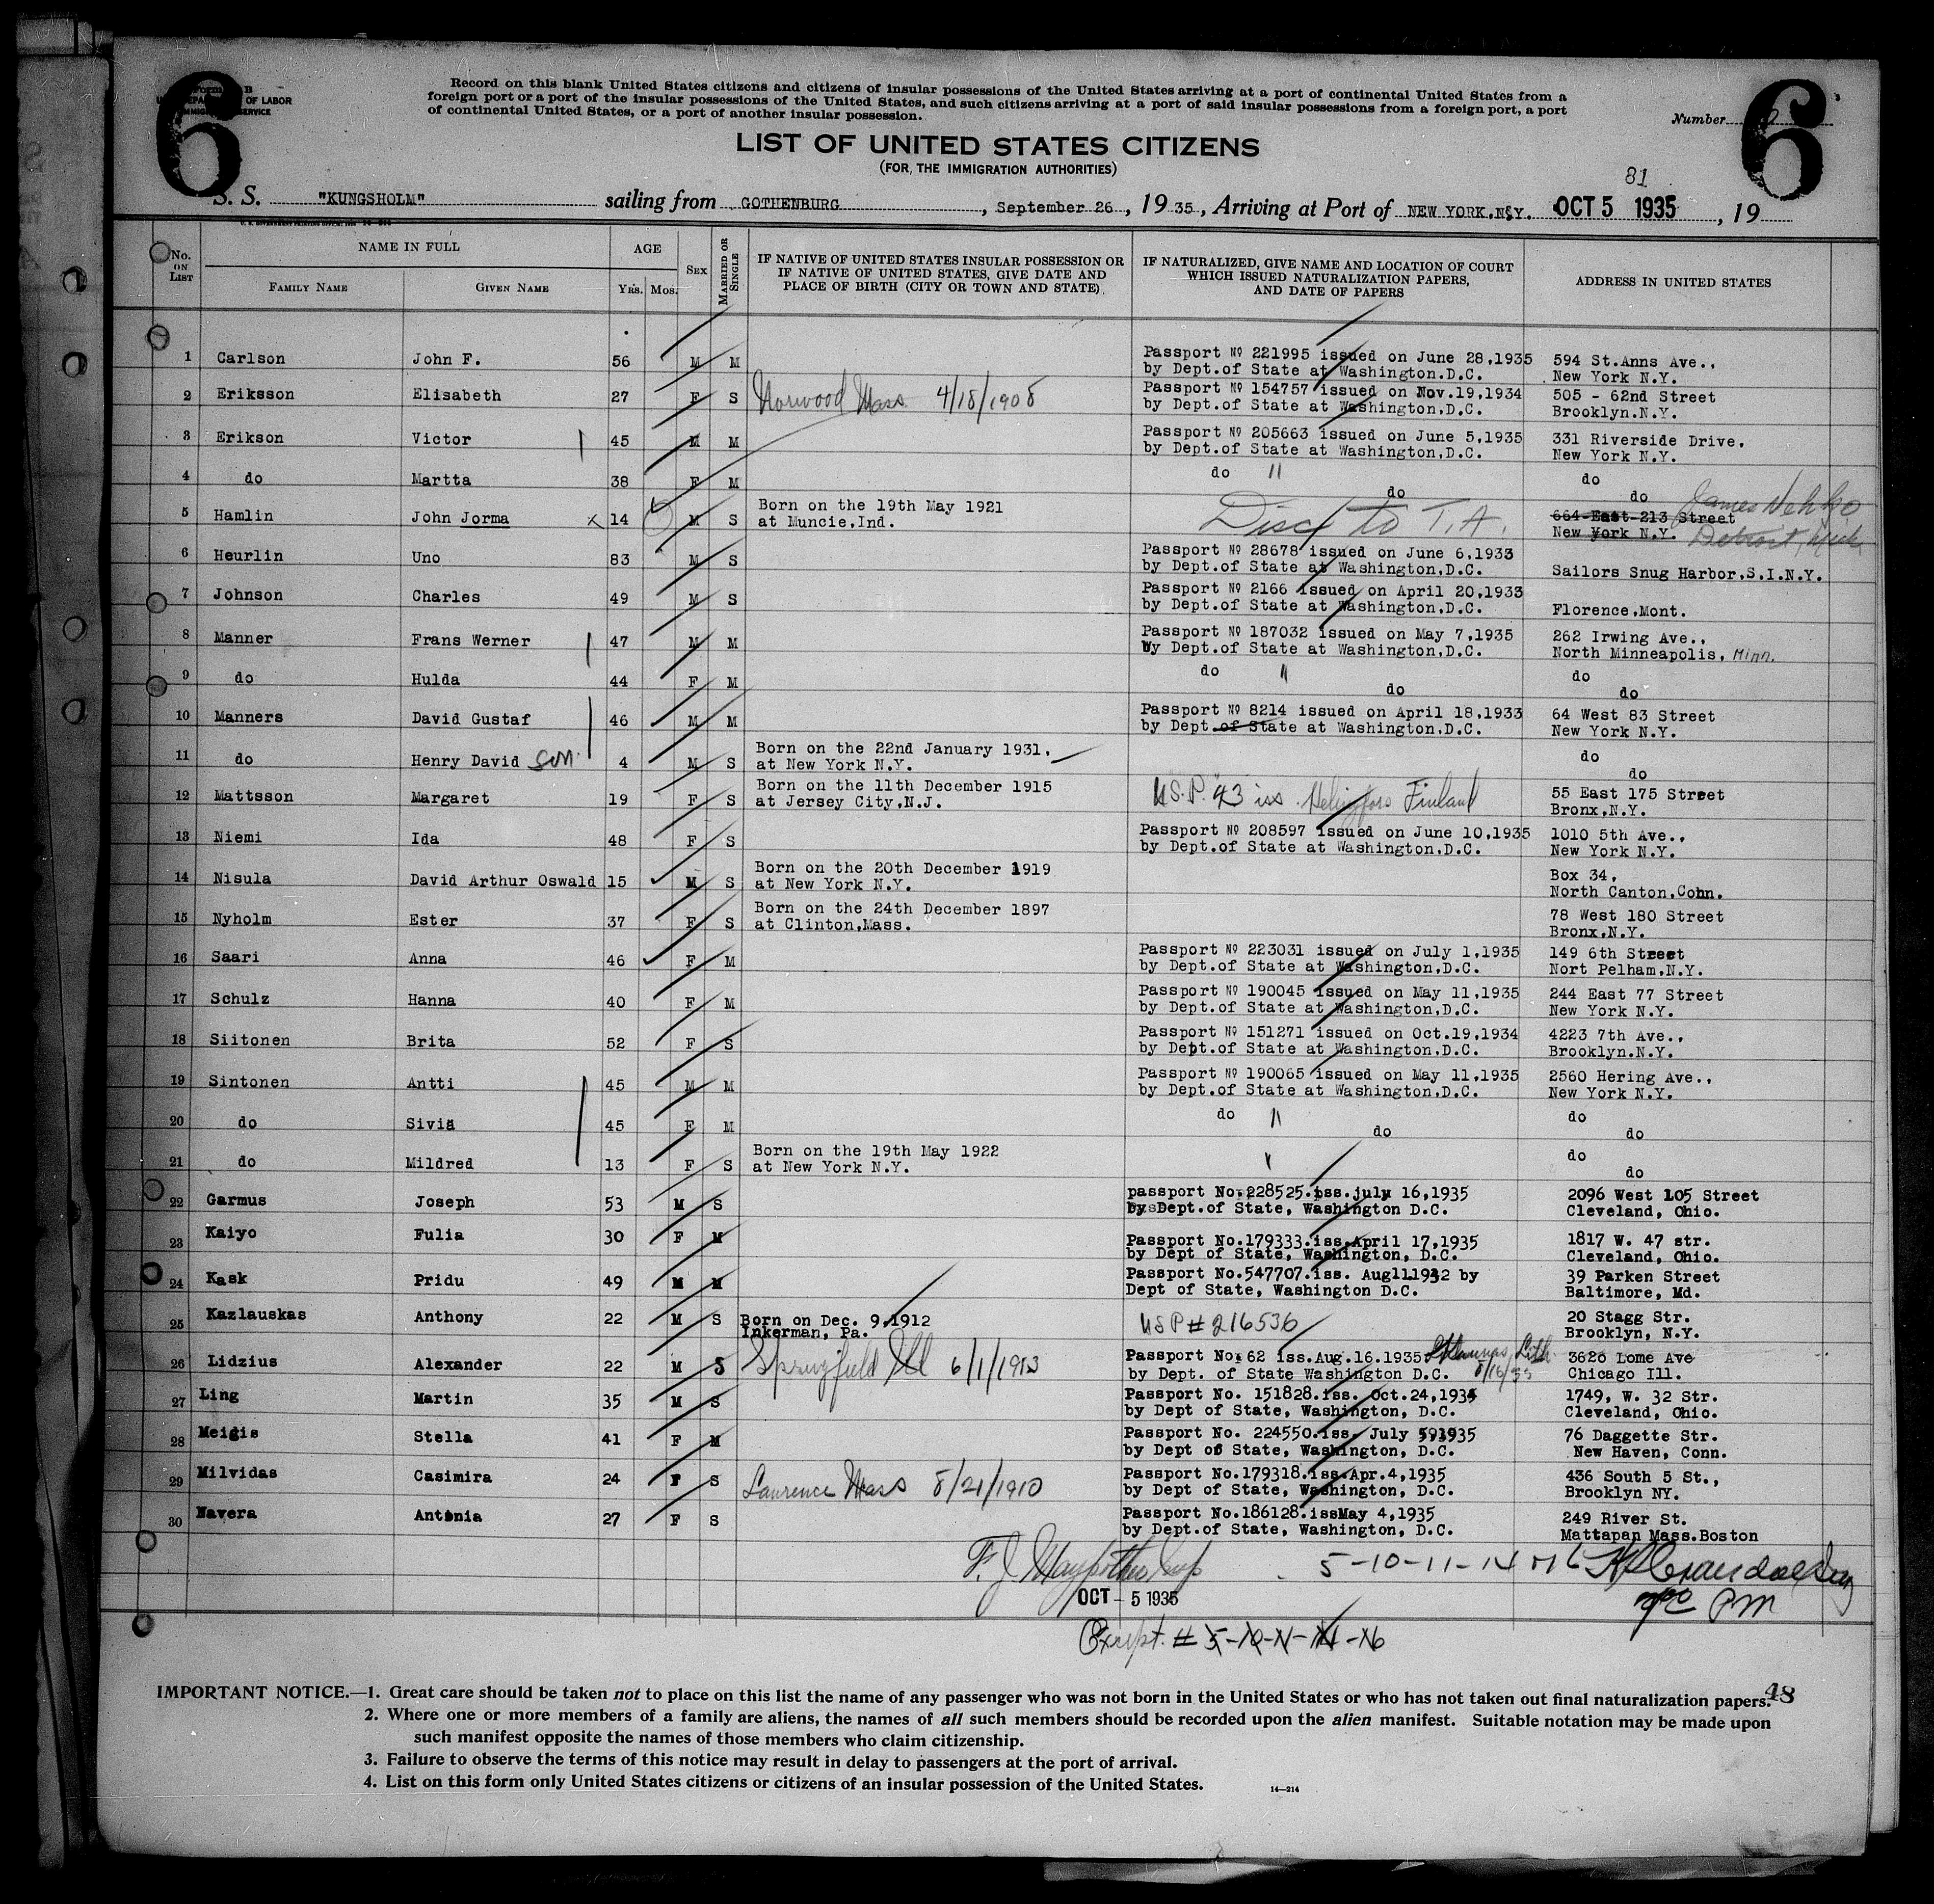 6
6
Form B
U. S. DEPARTMENT OF LABOR
IMMIGRATION SERVICE
Record on this blank United States citizens and citizens of insular possessions of the United States arriving at a port of continental United States from a
foreign port or a port of the insular possessions of the United States, and such citizens arriving at a port of said insular possessions from a foreign port, a port
of continental United States, or a port of another insular possession.
Number
LIST OF UNITED STATES CITIZENS
(FOR THE IMMIGRATION AUTHORITIES)
81
S. S. "KUNGSHOLM" sailing from GOTHENBURG, September 26, 1935, Arriving at Port of NEW YORK,N.Y. OCT 5 1935, 19
No. ON LIST
NAME IN FULL
FAMILY NAME
GIVEN NAME
AGE
YRS. MOS.
SEX
MARRIED OR SINGLE
IF NATIVE OF UNITED STATES INSULAR POSSESSION OR
IF NATIVE OF UNITED STATES, GIVE DATE AND
PLACE OF BIRTH (CITY OR TOWN AND STATE).
IF NATURALIZED, GIVE NAME AND LOCATION OF COURT
WHICH ISSUED NATURALIZATION PAPERS,
AND DATE OF PAPERS
ADDRESS IN UNITED STATES
1 Carlson John F. 56 M M Passport № 221995 issued on June 28,1935 594 St.Anns Ave.,
by Dept.of State at Washington.D.C. New York N.Y.
2 Eriksson Elisabeth 27 F S Norwood Mass 4/18/1908 Passport № 154757 issued on Nov.19,1934 505 - 62nd Street
by Dept.of State at Washington,D.C. Brooklyn.N.Y.
3 Erikson Victor 45 M M Passport № 205663 issued on June 5,1935 331 Riverside Drive.
by Dept.of State at Washington,D.C. New York N.Y.
4 do Martta 38 F M do " do do
do
5 Hamlin John Jorma x 14 M S Born on the 19th May 1921 Disc to T.A. 664 East 213 Street James
at Muncie,Ind. New York N.Y. Detroit, Mich
6 Heurlin Uno 83 M S Passport № 28678 issued on June 6,1933
by Dept.of State at Washington,D.C. Sailors Snug Harbor,S.I.N.Y.
7 Johnson Charles 49 M S Passport № 2166 issued on April 20,1933
by Dept.of State at Washington,D.C. Florence,Mont.
8 Manner Frans Werner 47 M M Passport № 187032 issued on May 7,1935 262 Irwing Ave.,
by Dept.of State at Washington,D.C. North Minneapolis, Minn.
9 do Hulda 44 F M do " do do
do
10 Manners David Gustaf 46 M M Passport № 8214 issued on April 18,1933 64 West 83 Street
by Dept.of State at Washington,D.C. New York N.Y.
11 do Henry David son 4 M S Born on the 22nd January 1931, do
at New York N.Y. do
12 Mattsson Margaret 19 F S Born on the 11th December 1915 U.S.P. 43 iss. Helsingfors Finland 55 East 175 Street
at Jersey City,N.J. Bronx,N.Y.
13 Niemi Ida 48 F S Passport № 208597 issued on June 10,1935 1010 5th Ave.,
by Dept.of State at Washington,D.C. New York N.Y.
14 Nisula David Arthur Oswald 15 M S Born on the 20th December 1919 Box 34,
at New York N.Y. North Canton,Conn.
15 Nyholm Ester 37 F S Born on the 24th December 1897 78 West 180 Street
at Clinton,Mass. Bronx,N.Y.
16 Saari Anna 46 F M Passport № 223031 issued on July 1,1935 149 6th Street
by Dept.of State at Washington,D.C. Nort Pelham,N.Y.
17 Schulz Hanna 40 F M Passport № 190045 issued on May 11,1935 244 East 77 Street
by Dept.of State at Washington,D.C. New York N.Y.
18 Siitonen Brita 52 F S Passport № 151271 issued on Oct.19,1934 4223 7th Ave.,
by Dept.of State at Washington,D.C. Brooklyn.N.Y.
19 Sintonen Antti 45 M M Passport № 190065 issued on May 11,1935 2560 Hering Ave.,
by Dept.of State at Washington,D.C. New York N.Y.
20 do Sivia 45 F M do " do do
do
21 do Mildred 13 F S Born on the 19th May 1922 " do
at New York N.Y. do
22 Garmus Joseph 53 M S passport No.228525.iss.july 16,1935 2096 West 105 Street
by Dept.of State, Washington D.C. Cleveland, Ohio.
23 Kaiyo Fulia 30 F M Passport No.179333.iss.April 17,1935 1817 W. 47 str.
by Dept of State, Washington, D.C. Cleveland, Ohio.
24 Kask Pridu 49 M M Passport No.547707.iss. Aug11.1932 by 39 Parken Street
Dept of State, Washington D.C. Baltimore, Md.
25 Kazlauskas Anthony 22 M S Born on Dec. 9,1912 USP # 216536 20 Stagg Str.
Inkerman, Pa. Brooklyn, N.Y.
26 Lidzius Alexander 22 M S Springfield Ill 6/1/1913 Passport No: 62 iss.Aug.16.1935 Kaunas, Lith 3626 Lome Ave
by Dept. of State Washington D.C. 8/16/35 Chicago Ill.
27 Ling Martin 35 M S Passport No. 151828.iss. Oct.24,1934 1749, W. 32 Str.
by Dept of State, Washington, D.C. Cleveland, Ohio.
28 Meigis Stella 41 F M Passport No. 224550.iss. July 1935 76 Daggette Str.
by Dept of State, Washington, D.C. New Haven, Conn.
29 Milvidas Casimira 24 F S Lawrence Mass 8/21/1910 Passport No.179318.iss.Apr.4,1935 436 South 5 St.,
by Dept of State, Washington, D.C. Brooklyn NY.
30 Navera Antonia 27 F S Passport No.186128.issMay 4,1935 249 River St.
by Dept.of State, Washington, D.C. Mattapan Mass.Boston
F. J. 5-10-11-14-16
OCT - 5 1935 PM
Except. # 5-10-11-14-16
IMPORTANT NOTICE.—1. Great care should be taken not to place on this list the name of any passenger who was not born in the United States or who has not taken out final naturalization papers.
48
2. Where one or more members of a family are aliens, the names of all such members should be recorded upon the alien manifest. Suitable notation may be made upon
such manifest opposite the names of those members who claim citizenship.
3. Failure to observe the terms of this notice may result in delay to passengers at the port of arrival.
4. List on this form only United States citizens or citizens of an insular possession of the United States.
14—214